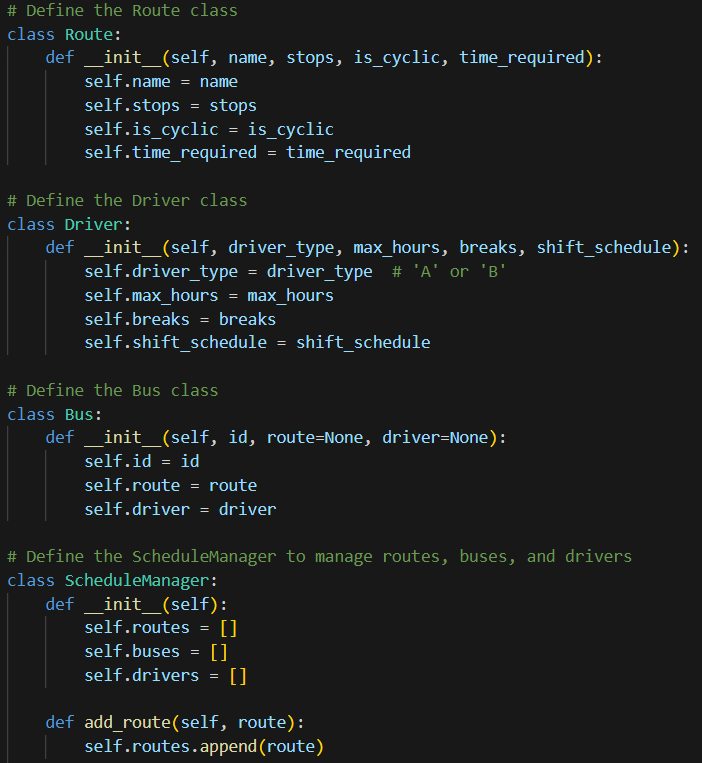 # Define the Route class
class Route:
    def __init__(self, name, stops, is_cyclic, time_required):
        self.name = name
        self.stops = stops
        self.is_cyclic = is_cyclic
        self.time_required = time_required

# Define the Driver class
class Driver:
    def __init__(self, driver_type, max_hours, breaks, shift_schedule):
        self.driver_type = driver_type  # 'A' or 'B'
        self.max_hours = max_hours
        self.breaks = breaks
        self.shift_schedule = shift_schedule

# Define the Bus class
class Bus:
    def __init__(self, id, route=None, driver=None):
        self.id = id
        self.route = route
        self.driver = driver

# Define the ScheduleManager to manage routes, buses, and drivers
class ScheduleManager:
    def __init__(self):
        self.routes = []
        self.buses = []
        self.drivers = []

    def add_route(self, route):
        self.routes.append(route)